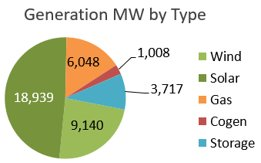 Generation MW by Type
6,048
1,008
3,717
18,939
9,140
Wind
Solar
Gas
Cogen
Storage